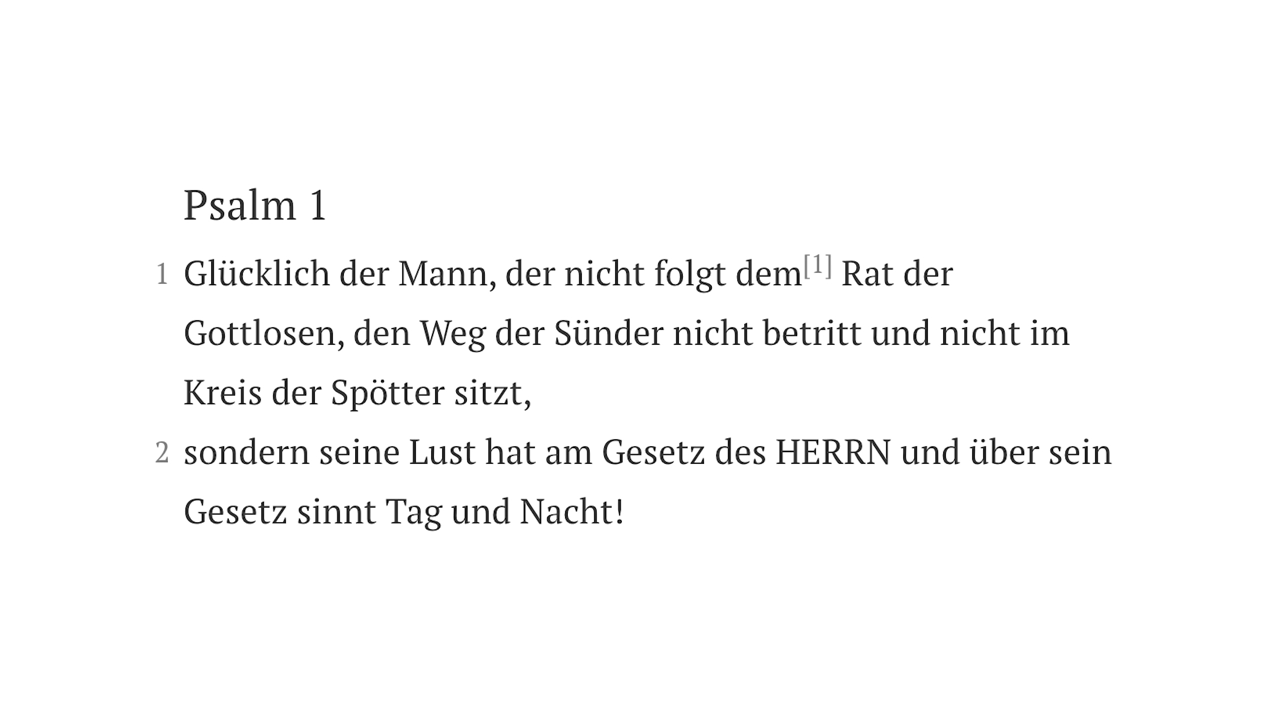 Psalm 1
1 Glücklich der Mann, der nicht folgt dem[1] Rat der
Gottlosen, den Weg der Sünder nicht betritt und nicht im
Kreis der Spötter sitzt,
2 sondern seine Lust hat am Gesetz des HERRN und über sein
Gesetz sinnt Tag und Nacht!